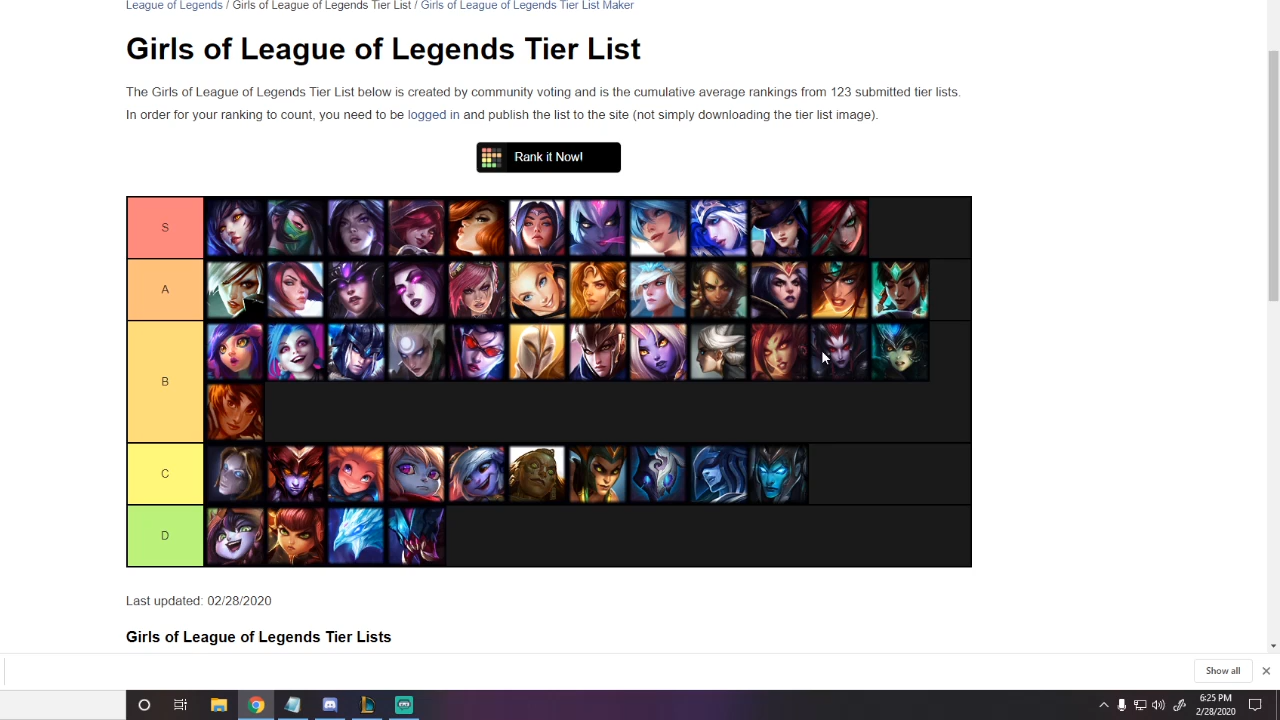 League of Legends / Girls of League of Legends Tier List / Girls of League of Legends Tier List Maker
Girls of League of Legends Tier List
The Girls of League of Legends Tier List below is created by community voting and is the cumulative average rankings from 123 submitted tier lists.
In order for your ranking to count, you need to be logged in and publish the list to the site (not simply downloading the tier list image).
Rank it Now!
S
A
B
C
D
Last updated: 02/28/2020
Girls of League of Legends Tier Lists
Show all
6:25 PM
2/28/2020